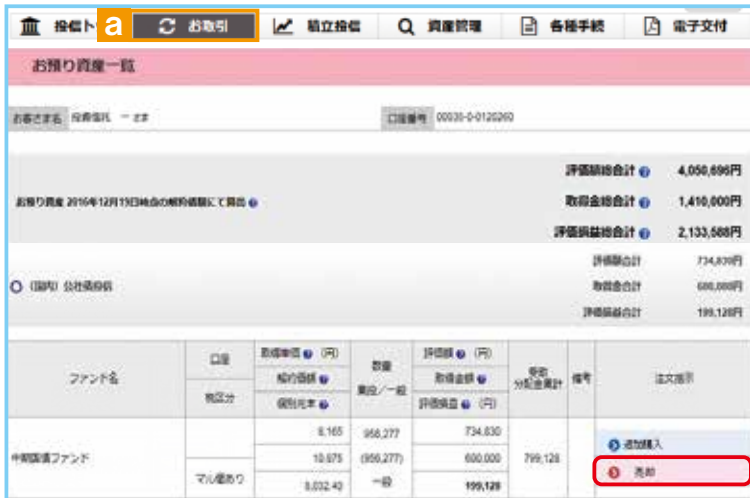 投信ト a お取引 積立投信 資産管理 各種手続 電子交付
お預り資産一覧
お客さま名 投資信託 一 さま 口座番号 00030-0-0120260
評価額総合計 4,050,696円
お預り資産 2016年12月19日時点の解約価額にて算出
取得金総合計 1,410,000円
評価損益総合計 2,133,588円
評価額合計 734,830円
(国内) 公社債投信
取得金合計 600,000円
評価損益合計 199,128円
ファンド名 口座 税区分 取得単価 (円) 解約価額 個別元本 数量 累投/一般 評価額 (円) 取得金額 評価損益 (円) 受取分配金累計 備考 注文指示
8,165 956,277 734,830
追加購入
中期国債ファンド 10,875 (956,277) 600,000 799,128
売却
マル優あり 8,032.40 一般 199,128